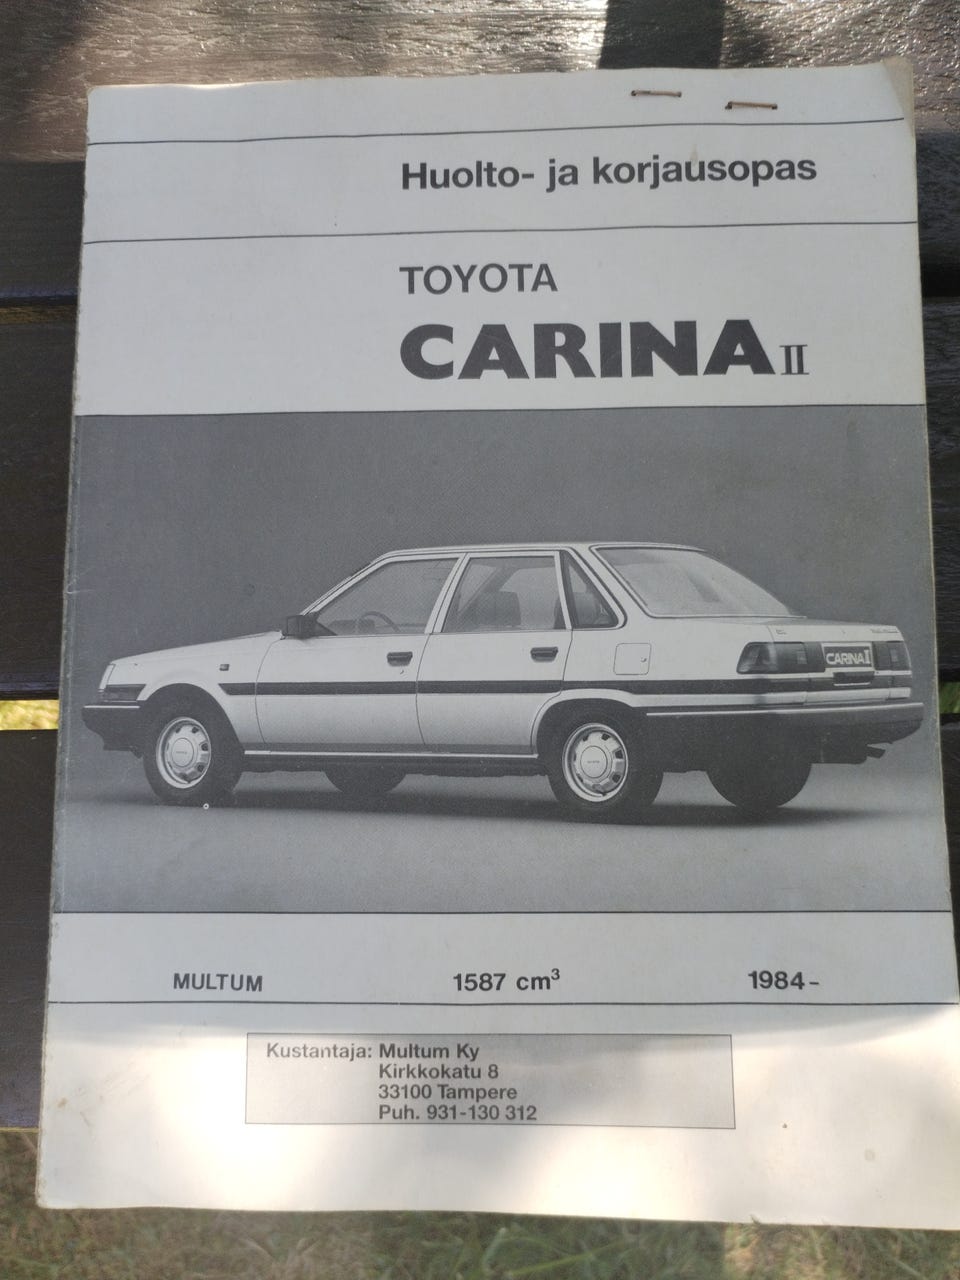 Huolto- ja korjausopas
TOYOTA
CARINA II
CARINA II
MULTUM 1587 cm³ 1984-
Kustantaja: Multum Ky
Kirkkokatu 8
33100 Tampere
Puh. 931-130 312